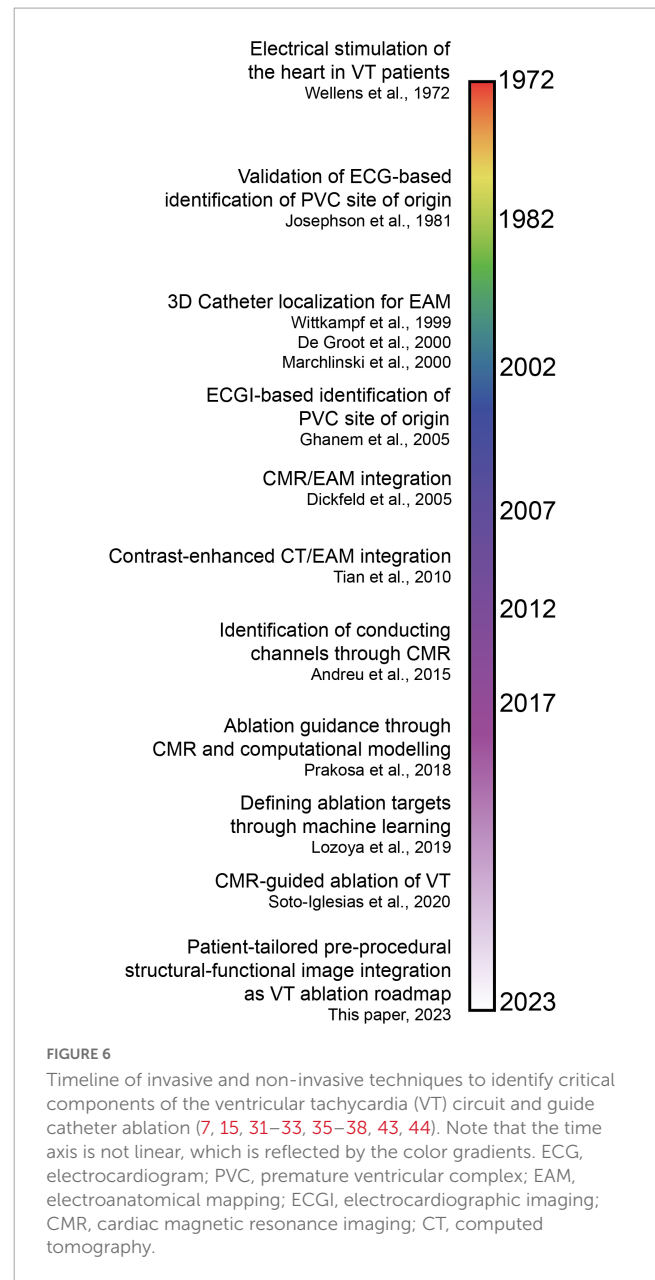 Electrical stimulation of
the heart in VT patients
Wellens et al., 1972
1972
Validation of ECG-based
identification of PVC site of origin
Josephson et al., 1981
1982
3D Catheter localization for EAM
Wittkampf et al., 1999
De Groot et al., 2000
Marchlinski et al., 2000
2002
ECGI-based identification of
PVC site of origin
Ghanem et al., 2005
CMR/EAM integration
Dickfeld et al., 2005
2007
Contrast-enhanced CT/EAM integration
Tian et al., 2010
2012
Identification of conducting
channels through CMR
Andreu et al., 2015
2017
Ablation guidance through
CMR and computational modelling
Prakosa et al., 2018
Defining ablation targets
through machine learning
Lozoya et al., 2019
CMR-guided ablation of VT
Soto-Iglesias et al., 2020
Patient-tailored pre-procedural
structural-functional image integration
as VT ablation roadmap
This paper, 2023
2023
FIGURE 6
Timeline of invasive and non-invasive techniques to identify critical
components of the ventricular tachycardia (VT) circuit and guide
catheter ablation (7, 15, 31–33, 35–38, 43, 44). Note that the time
axis is not linear, which is reflected by the color gradients. ECG,
electrocardiogram; PVC, premature ventricular complex; EAM,
electroanatomical mapping; ECGI, electrocardiographic imaging;
CMR, cardiac magnetic resonance imaging; CT, computed
tomography.